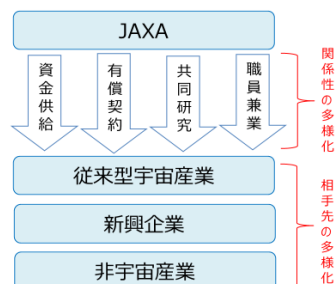 JAXA
資金供給
有償契約
共同研究
職員兼業
関係性の多様化
従来型宇宙産業
新興企業
非宇宙産業
相手先の多様化